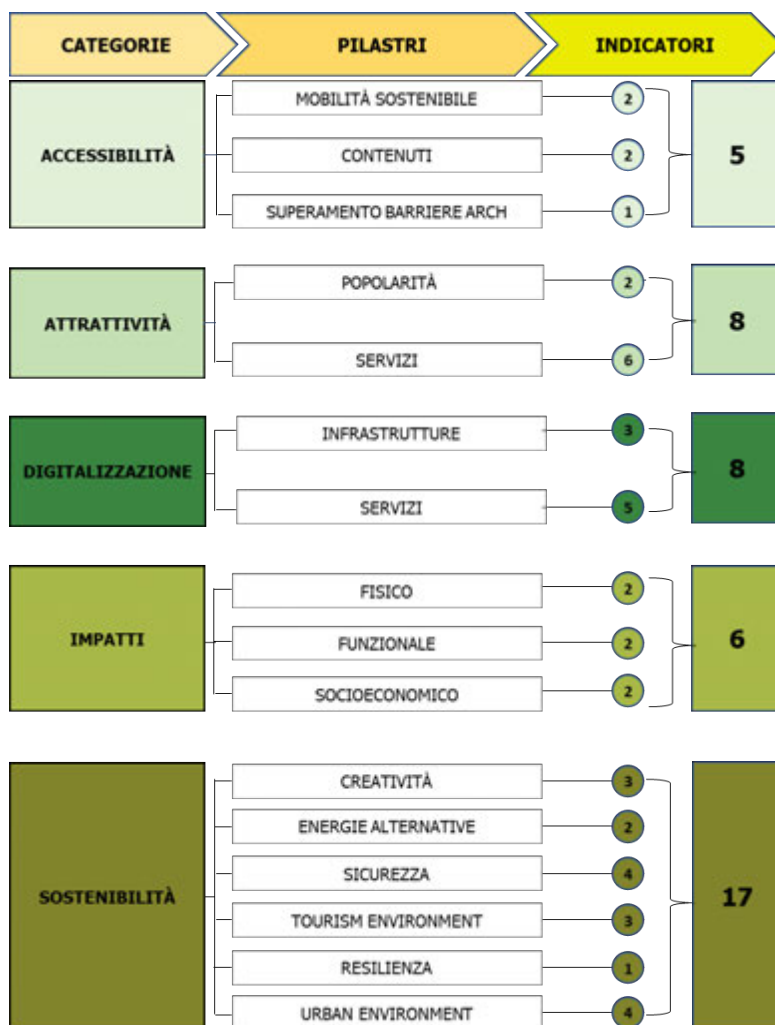 CATEGORIE
PILASTRI
INDICATORI
ACCESSIBILITÀ
MOBILITÀ SOSTENIBILE
2
CONTENUTI
2
SUPERAMENTO BARRIERE ARCH
1
5
ATTRATTIVITÀ
POPOLARITÀ
2
SERVIZI
6
8
DIGITALIZZAZIONE
INFRASTRUTTURE
3
SERVIZI
5
8
IMPATTI
FISICO
2
FUNZIONALE
2
SOCIOECONOMICO
2
6
SOSTENIBILITÀ
CREATIVITÀ
3
ENERGIE ALTERNATIVE
2
SICUREZZA
4
TOURISM ENVIRONMENT
3
RESILIENZA
1
URBAN ENVIRONMENT
4
17